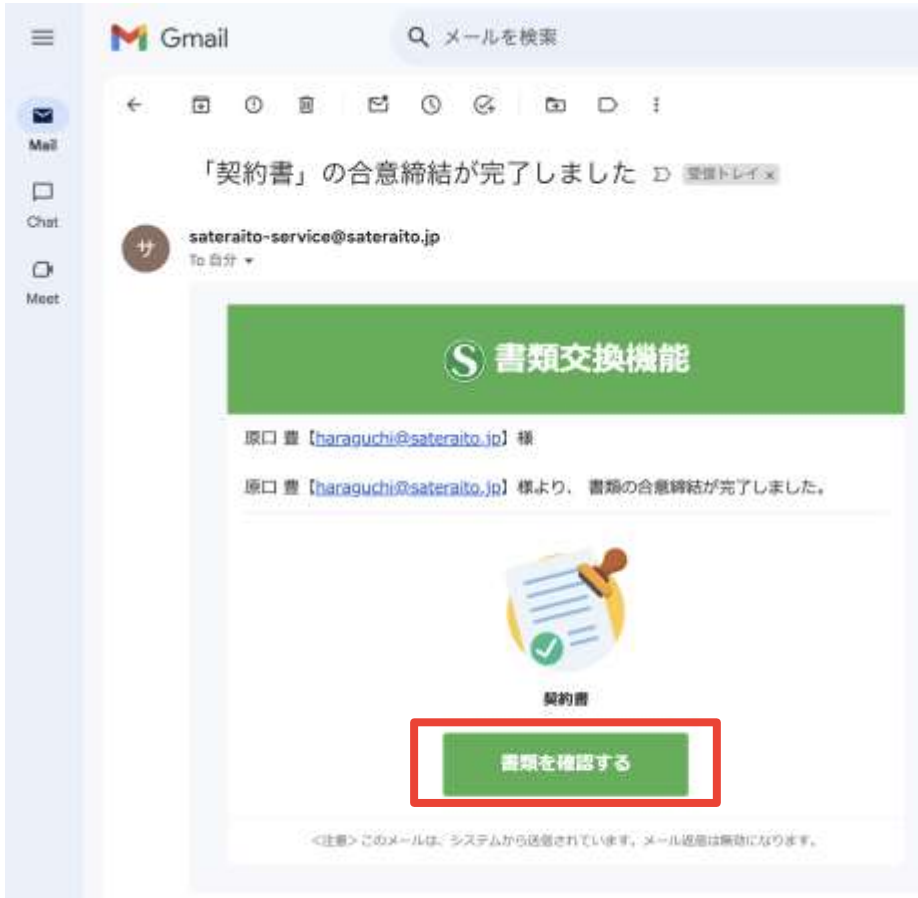 Gmail
メールを検索
Mail
Chat
Meet
「契約書」の合意締結が完了しました
受信トレイ ×
サ
sateraito-service@sateraito.jp
To 自分
S 書類交換機能
原口 豊【haraguchi@sateraito.jp】様
原口 豊【haraguchi@sateraito.jp】様より、 書類の合意締結が完了しました。
契約書
書類を確認する
<注意> このメールは、システムから送信されています。メール返信は無効になります。